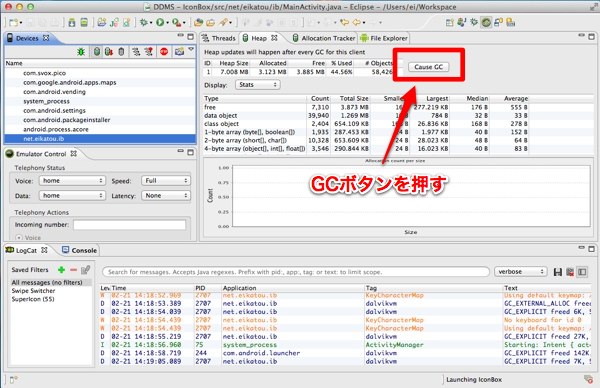 DDMS – IconBox/src/net/eikatou/ib/MainActivity.java – Eclipse – /Users/ei/Workspace
Devices
Name
com.svox.pico
com.google.android.apps.maps
com.android.vending
system_process
com.android.settings
com.android.packageinstaller
android.process.acore
net.eikatou.ib
Emulator Control
Telephony Status
Voice: home Speed: Full
Data: home Latency: None
Telephony Actions
Incoming number:
Voice
Threads Heap Allocation Tracker File Explorer
Heap updates will happen after every GC for this client
ID Heap Size Allocated Free % Used # Objects
1 7.008 MB 3.123 MB 3.885 MB 44.56% 58,426
Cause GC
Display: Stats
Type Count Total Size Smalle Largest Median Average
free 7,310 3.873 MB 16 277.219 KB 176 B 555 B
data object 39,940 1.269 MB 784 B 32 B 33 B
class object 2,404 654.109 KB 26.836 KB 168 B 278 B
1-byte array (byte[], boolean[]) 1,935 287.453 KB 24 B 1.977 KB 40 B 152 B
2-byte array (short[], char[]) 10,328 653.609 KB 24 B 28.023 KB 48 B 64 B
4-byte array (object[], int[], float[]) 3,546 290.844 KB 24 B 16.023 KB 40 B 83 B
Allocation count per size
1.00
0.75
0.50
0.25
0.00
Count
Size
GCボタンを押す
LogCat Console
Saved Filters
All messages (no filters)
Swipe Switcher
SuperIcon (55)
Search for messages. Accepts Java regexes. Prefix with pid:, app:, tag: or text: to limit scope.
verbose
Lev Time PID Application Tag Text
W 02-21 14:18:52.969 2707 net.eikatou.ib KeyCharacterMap Using default keymap:
D 02-21 14:18:54.039 2707 net.eikatou.ib dalvikvm GC_EXTERNAL_ALLOC freed
D 02-21 14:18:54.289 2707 net.eikatou.ib dalvikvm GC_EXPLICIT freed 6K,
W 02-21 14:18:54.439 2707 net.eikatou.ib KeyCharacterMap No keyboard for id 0
W 02-21 14:18:54.439 2707 net.eikatou.ib KeyCharacterMap Using default keymap:
D 02-21 14:18:55.218 2707 net.eikatou.ib dalvikvm GC_EXPLICIT freed 27K,
I 02-21 14:18:56.960 75 system_process ActivityManager Starting: Intent { act=
D 02-21 14:18:58.719 244 com.android.launcher dalvikvm GC_EXPLICIT freed 142K,
D 02-21 14:19:05.089 2707 net.eikatou.ib dalvikvm GC_EXPLICIT freed 7K,
Launching IconBox